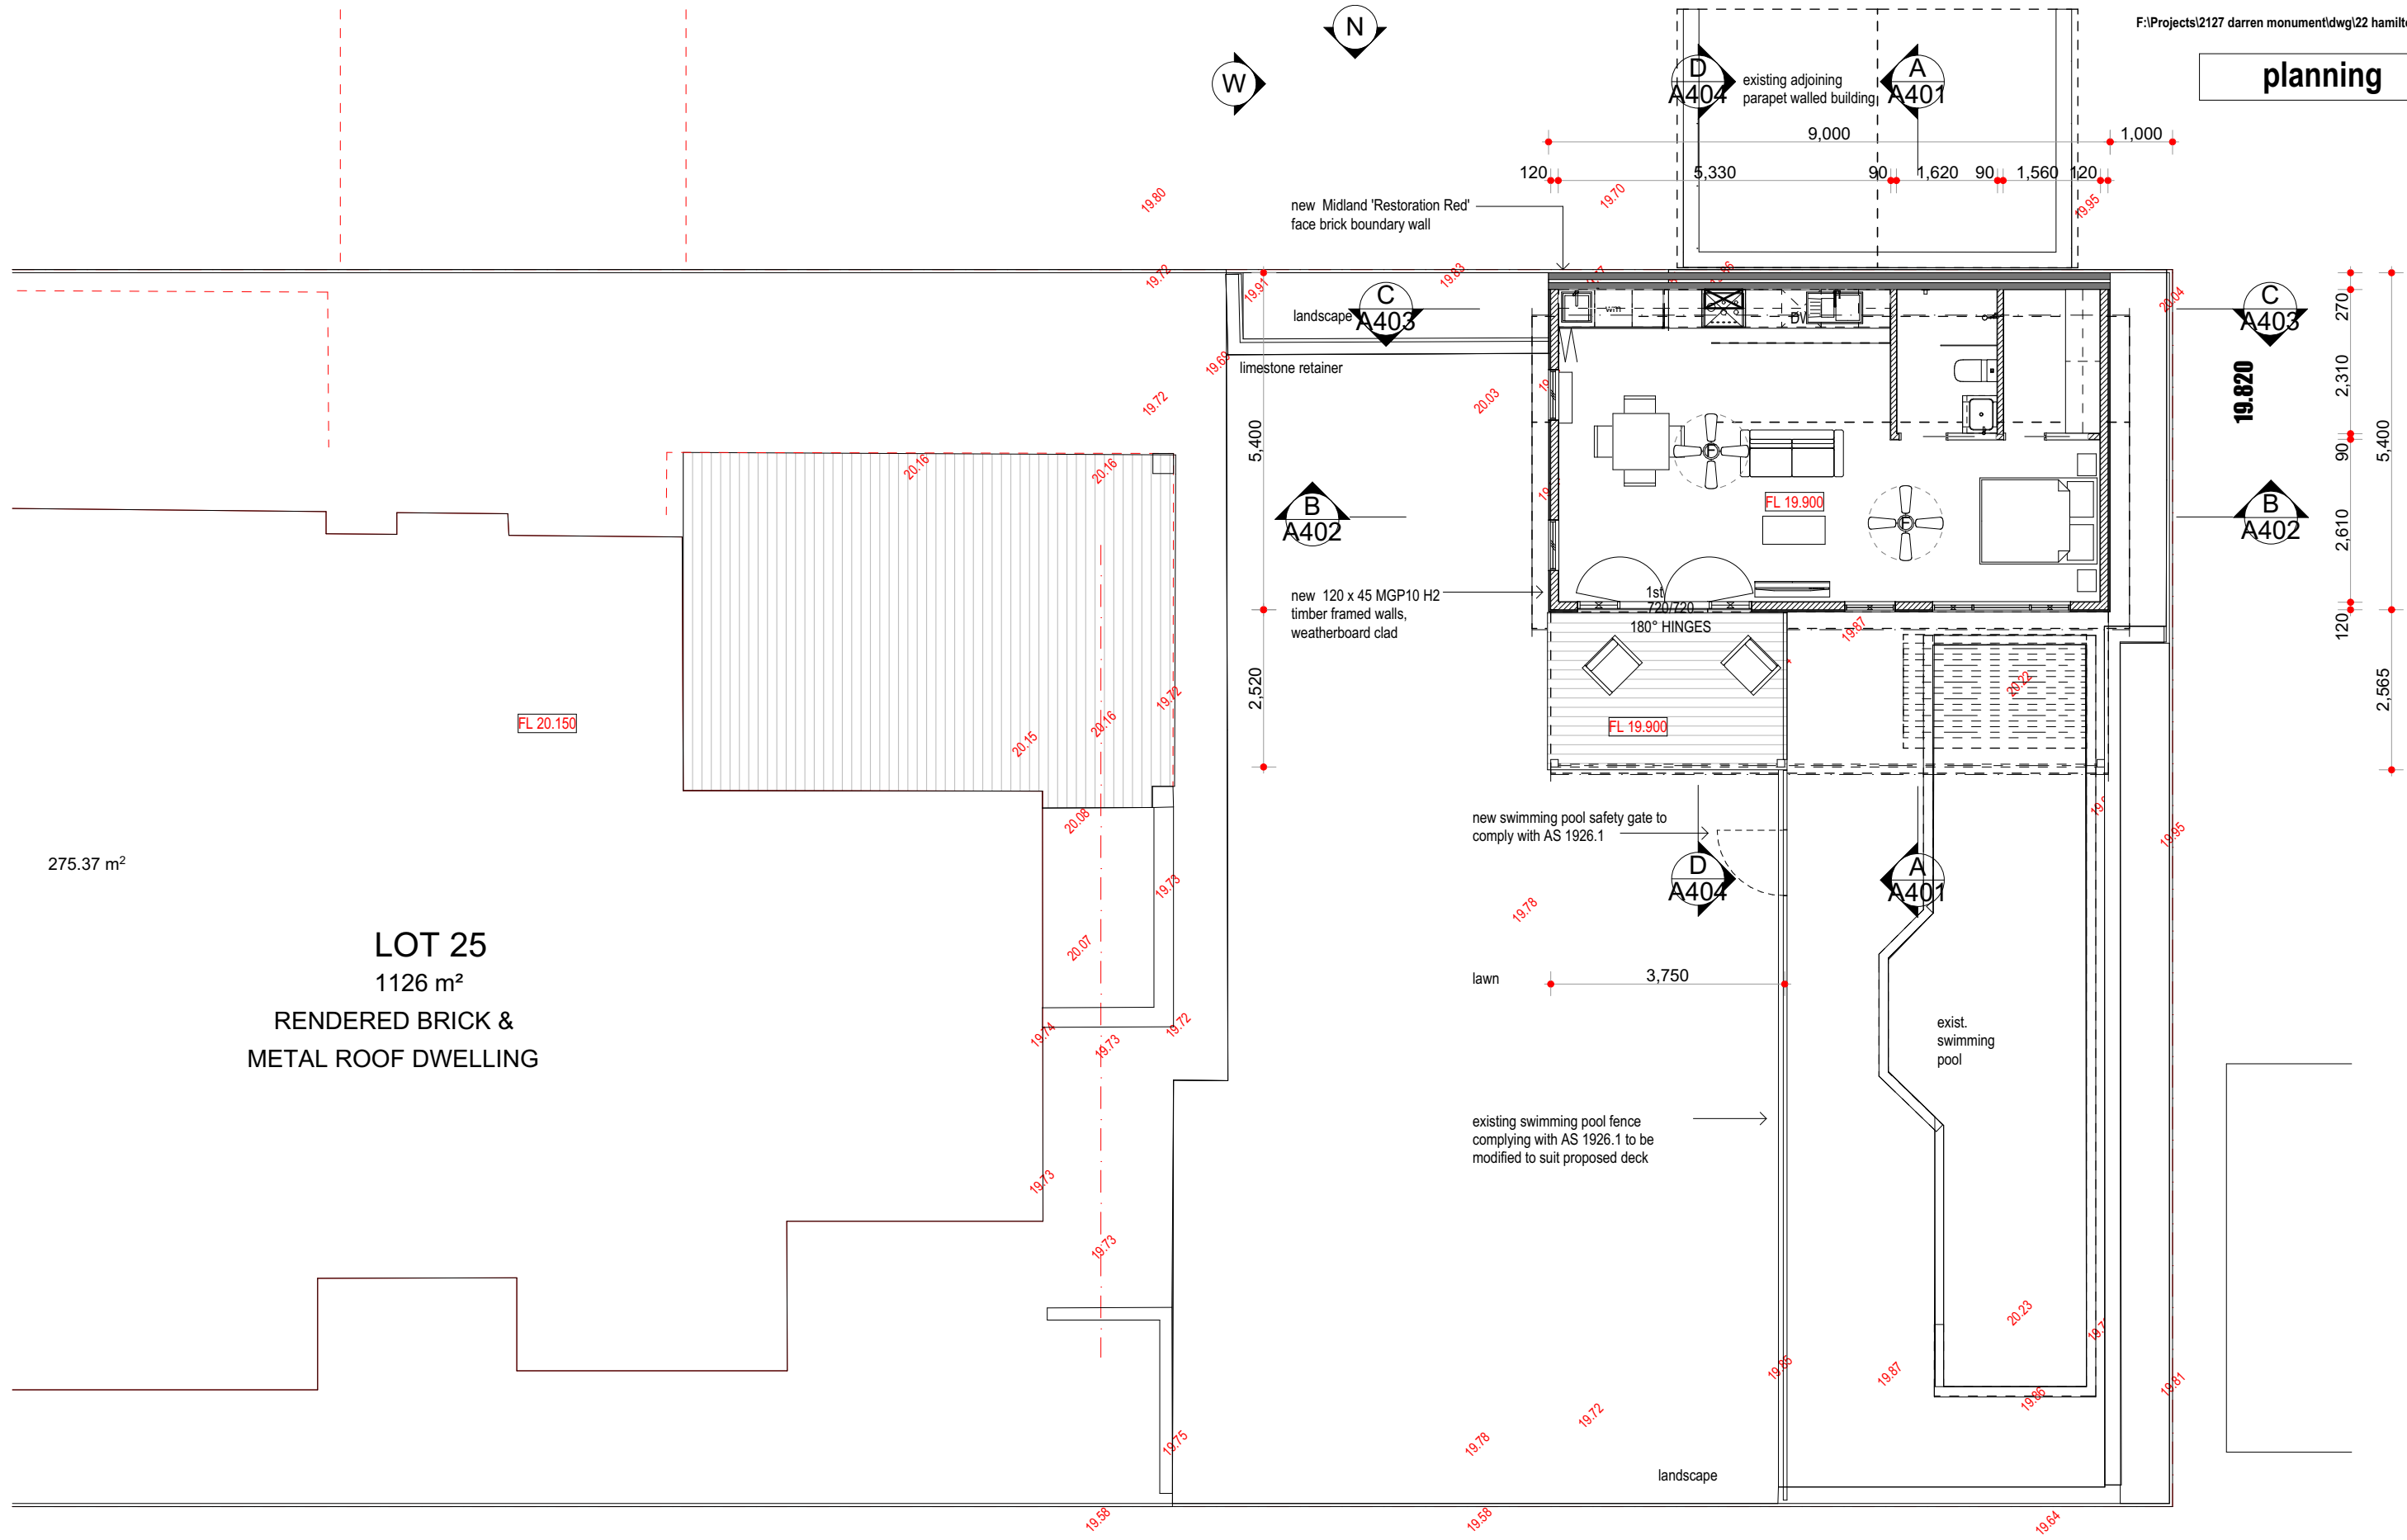 F:\Projects\2127 darren monument\dwg\22 hamilt
planning
N
W
D
A404
existing adjoining
parapet walled building
A
A401
9,000
1,000
120
5,330
90
1,620
90
1,560
120
19.80
19.70
19.95
new Midland 'Restoration Red'
face brick boundary wall
19.72
19.91
19.83
20.04
landscape
C
A403
wm
C
A403
270
limestone retainer
19.69
19.72
20.03
19.820
2,310
5,400
90
5,400
20.16
20.16
F
FL 19.900
F
B
A402
B
A402
2,610
new 120 x 45 MGP10 H2
timber framed walls,
weatherboard clad
1st
720/720
180° HINGES
19.87
120
2,520
19.72
20.22
2,565
FL 20.150
20.16
20.15
FL 19.900
20.08
new swimming pool safety gate to
comply with AS 1926.1
19.95
275.37 m²
D
A404
A
A401
19.73
19.78
LOT 25
1126 m²
RENDERED BRICK &
METAL ROOF DWELLING
20.07
lawn
3,750
19.74
19.73
19.72
exist.
swimming
pool
existing swimming pool fence
complying with AS 1926.1 to be
modified to suit proposed deck
19.73
19.73
20.23
19.85
19.87
19.86
19.81
19.72
19.75
19.78
landscape
19.58
19.58
19.64